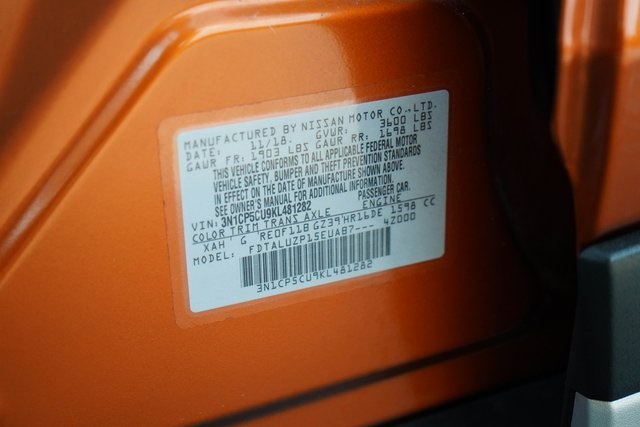 MANUFACTURED BY NISSAN MOTOR CO.,LTD.
DATE: 11/18. GVWR: 3600 LBS
GAWR FR: 1903 LBS GAWR RR: 1698 LBS
THIS VEHICLE CONFORMS TO ALL APPLICABLE FEDERAL MOTOR
VEHICLE SAFETY, BUMPER AND THEFT PREVENTION STANDARDS
IN EFFECT ON THE DATE OF MANUFACTURE SHOWN ABOVE.
SEE OWNER'S MANUAL FOR ADDITIONAL INFORMATION.
VIN: 3N1CP5CU9KL481282 PASSENGER CAR.
COLOR TRIM TRANS AXLE ENGINE
XAH G RE0F11B GZ39 HR16DE 1598 CC
MODEL: FDTALUZP15EUAB7--- 42000
3N1CP5CU9KL481282